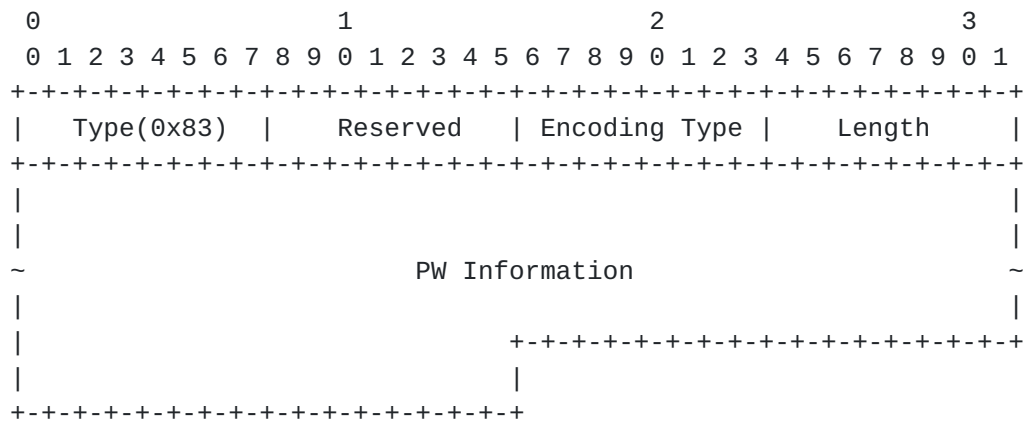 0                   1                   2                   3
 0 1 2 3 4 5 6 7 8 9 0 1 2 3 4 5 6 7 8 9 0 1 2 3 4 5 6 7 8 9 0 1
+-+-+-+-+-+-+-+-+-+-+-+-+-+-+-+-+-+-+-+-+-+-+-+-+-+-+-+-+-+-+-+-+
|   Type(0x83)  |    Reserved   | Encoding Type |    Length     |
+-+-+-+-+-+-+-+-+-+-+-+-+-+-+-+-+-+-+-+-+-+-+-+-+-+-+-+-+-+-+-+-+
|                                                               |
|                                                               |
~                         PW Information                        ~
|                                                               |
|                               +-+-+-+-+-+-+-+-+-+-+-+-+-+-+-+-+
|                               |
+-+-+-+-+-+-+-+-+-+-+-+-+-+-+-+-+